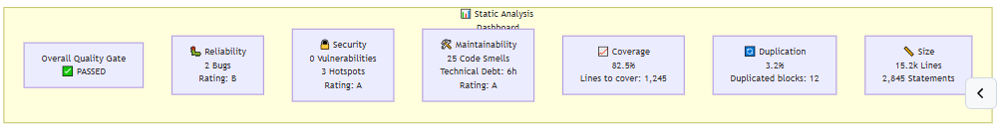 📊 Static Analysis
Dashboard
Overall Quality Gate
✅ PASSED
🐛 Reliability
2 Bugs
Rating: B
🔒 Security
0 Vulnerabilities
3 Hotspots
Rating: A
🛠️ Maintainability
25 Code Smells
Technical Debt: 6h
Rating: A
📈 Coverage
82.5%
Lines to cover: 1,245
🔄 Duplication
3.2%
Duplicated blocks: 12
📏 Size
15.2k Lines
2,845 Statements